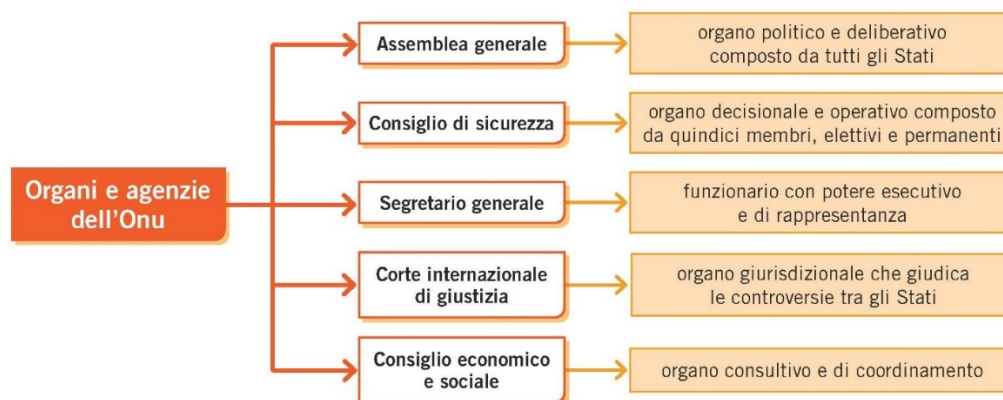 Organi e agenzie
dell'Onu
Assemblea generale
organo politico e deliberativo
composto da tutti gli Stati
Consiglio di sicurezza
organo decisionale e operativo composto
da quindici membri, elettivi e permanenti
Segretario generale
funzionario con potere esecutivo
e di rappresentanza
Corte internazionale
di giustizia
organo giurisdizionale che giudica
le controversie tra gli Stati
Consiglio economico
e sociale
organo consultivo e di coordinamento